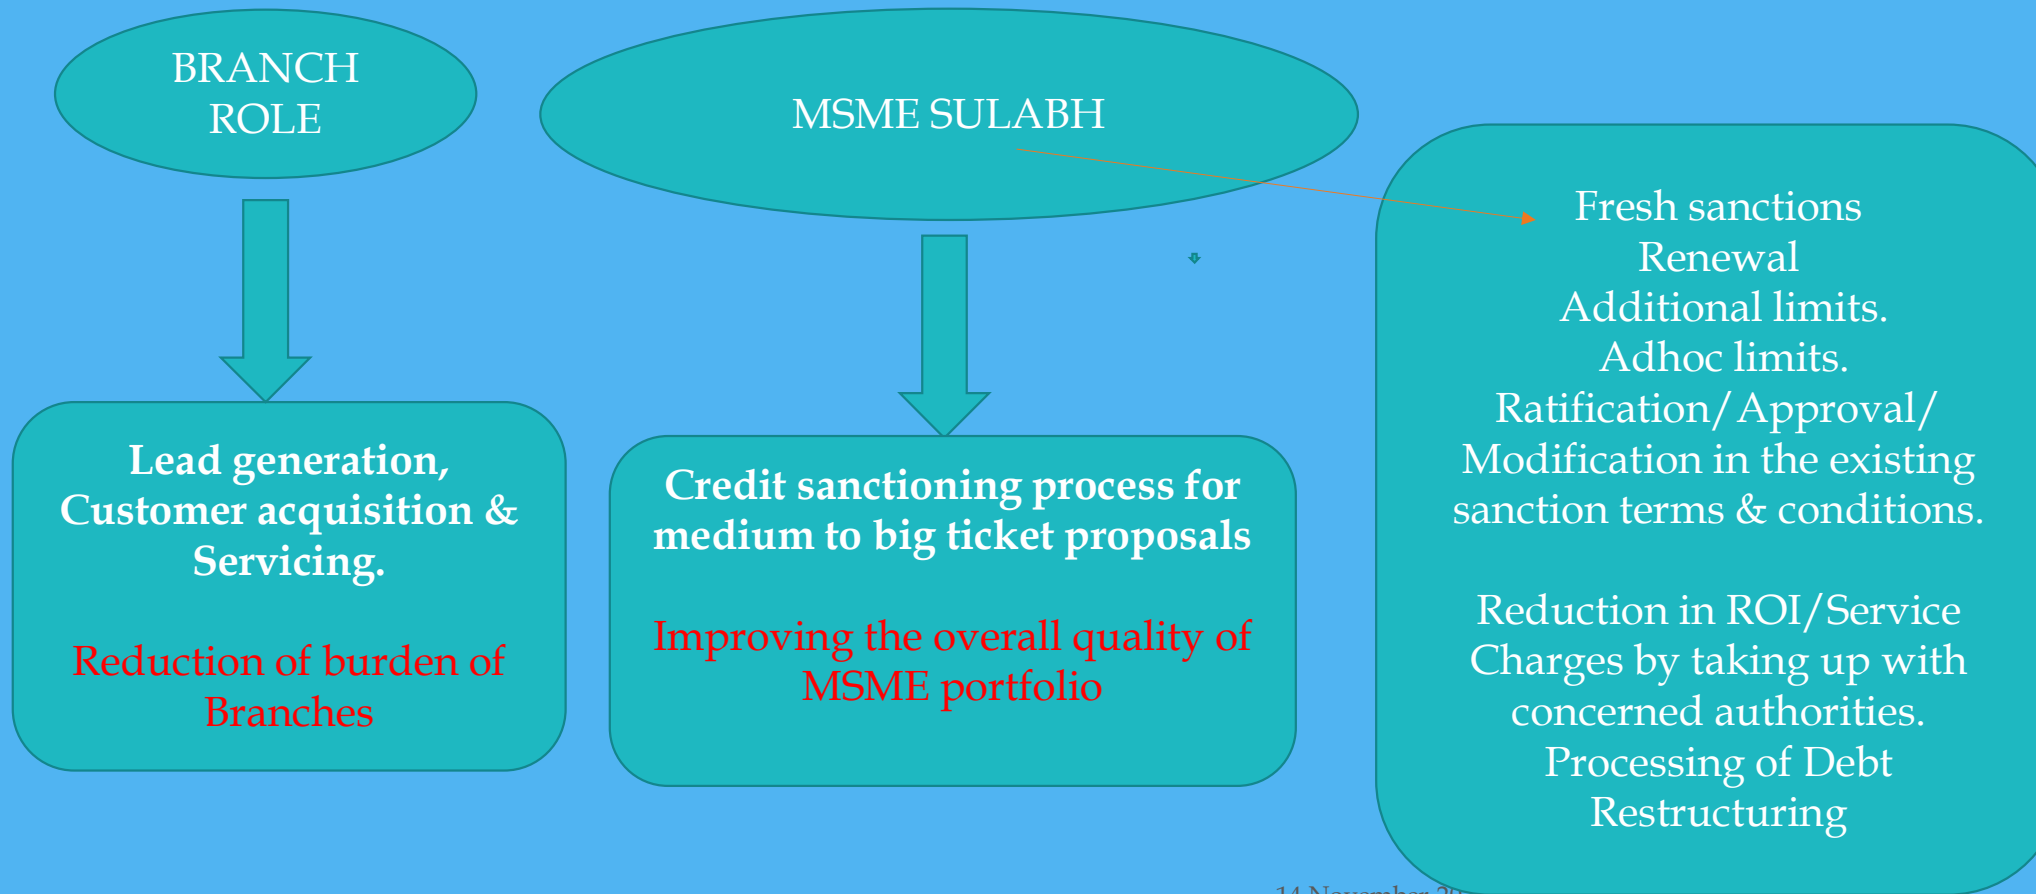 BRANCH
ROLE
MSME SULABH
Lead generation,
Customer acquisition &
Servicing.
Reduction of burden of
Branches
Credit sanctioning process for
medium to big ticket proposals
Improving the overall quality of
MSME portfolio
Fresh sanctions
Renewal
Additional limits.
Adhoc limits.
Ratification/Approval/
Modification in the existing
sanction terms & conditions.
Reduction in ROI/Service
Charges by taking up with
concerned authorities.
Processing of Debt
Restructuring
14 November